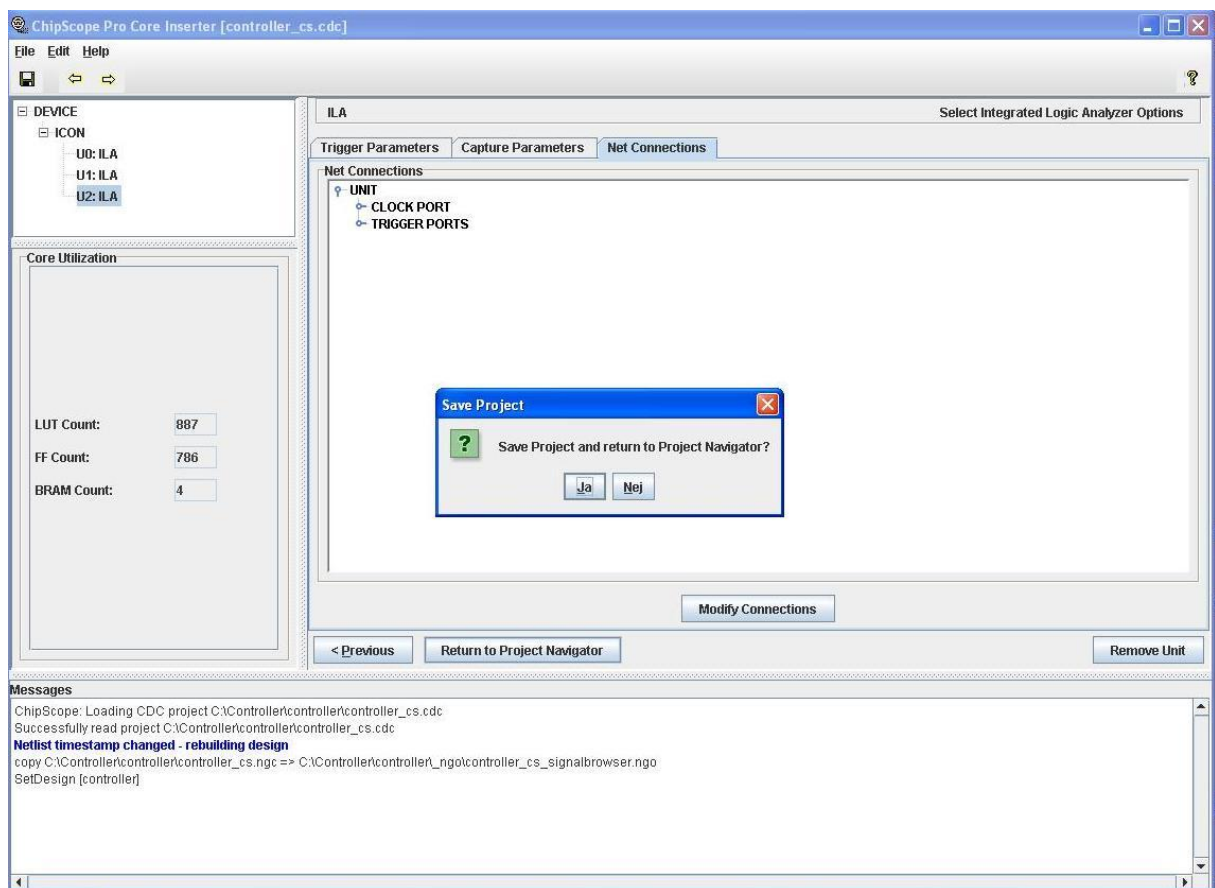 ChipScope Pro Core Inserter [controller_cs.cdc]
File Edit Help
DEVICE
ICON
U0: ILA
U1: ILA
U2: ILA
ILA Select Integrated Logic Analyzer Options
Trigger Parameters Capture Parameters Net Connections
Net Connections
UNIT
CLOCK PORT
TRIGGER PORTS
Core Utilization
LUT Count: 887
FF Count: 786
BRAM Count: 4
Save Project
Save Project and return to Project Navigator?
Ja Nej
Modify Connections
< Previous Return to Project Navigator Remove Unit
Messages
ChipScope: Loading CDC project C:\Controller\controller\controller_cs.cdc
Successfully read project C:\Controller\controller\controller_cs.cdc
Netlist timestamp changed - rebuilding design
copy C:\Controller\controller\controller_cs.ngc => C:\Controller\controller\_ngo\controller_cs_signalbrowser.ngo
SetDesign [controller]